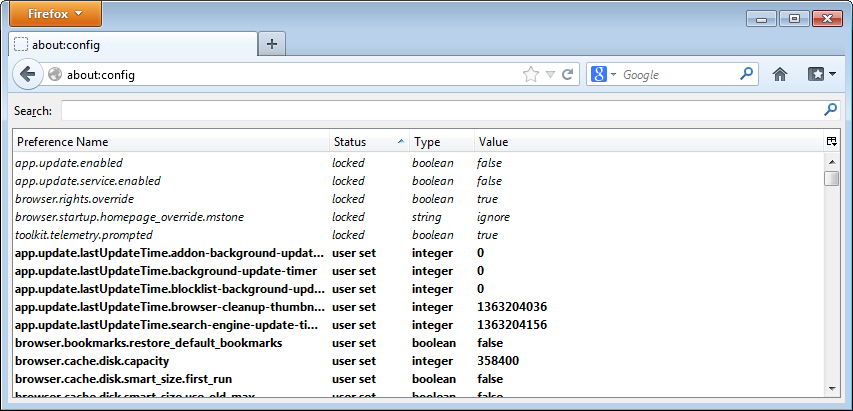 Firefox
about:config
about:config Google
Search:
Preference Name Status Type Value
app.update.enabled locked boolean false
app.update.service.enabled locked boolean false
browser.rights.override locked boolean true
browser.startup.homepage_override.mstone locked string ignore
toolkit.telemetry.prompted locked boolean true
app.update.lastUpdateTime.addon-background-updat... user set integer 0
app.update.lastUpdateTime.background-update-timer user set integer 0
app.update.lastUpdateTime.blocklist-background-upd... user set integer 0
app.update.lastUpdateTime.browser-cleanup-thumbn... user set integer 1363204036
app.update.lastUpdateTime.search-engine-update-ti... user set integer 1363204156
browser.bookmarks.restore_default_bookmarks user set boolean false
browser.cache.disk.capacity user set integer 358400
browser.cache.disk.smart_size.first_run user set boolean false
browser.cache.disk.smart_size.use_old_max user set boolean false